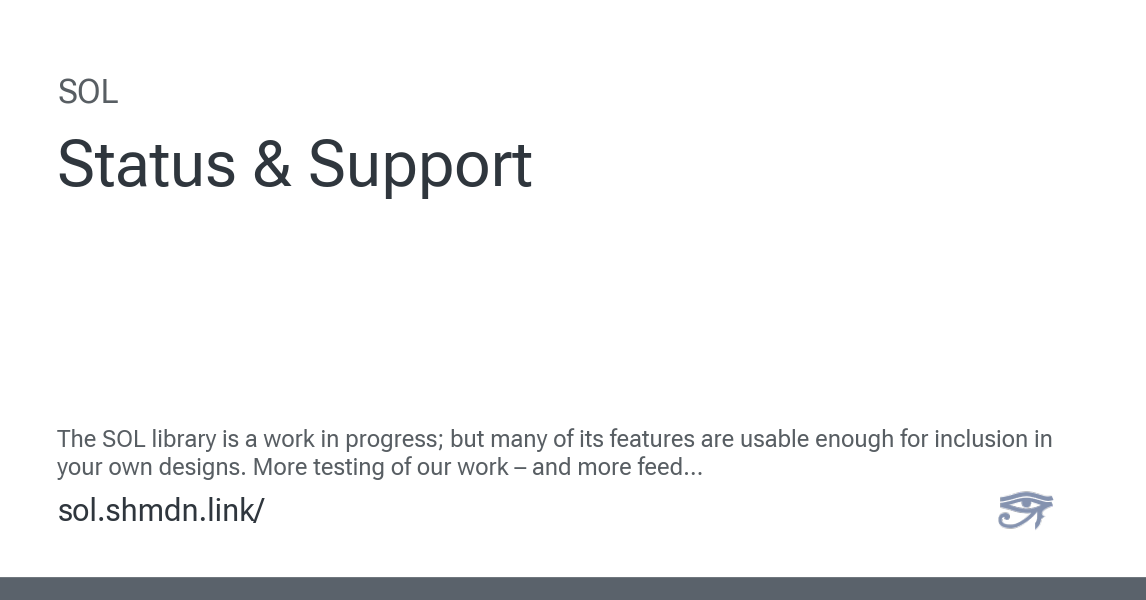 SOL
Status & Support
The SOL library is a work in progress; but many of its features are usable enough for inclusion in
your own designs. More testing of our work – and more feed...
sol.shmdn.link/